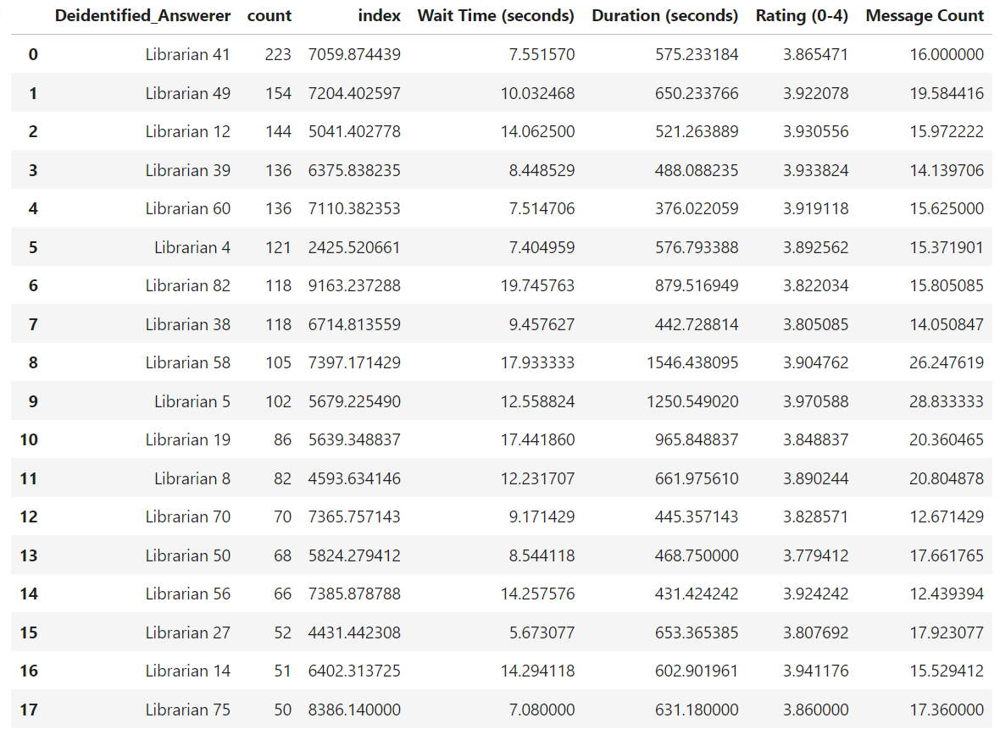 Deidentified_Answerer count index Wait Time (seconds) Duration (seconds) Rating (0-4) Message Count
0 Librarian 41 223 7059.874439 7.551570 575.233184 3.865471 16.000000
1 Librarian 49 154 7204.402597 10.032468 650.233766 3.922078 19.584416
2 Librarian 12 144 5041.402778 14.062500 521.263889 3.930556 15.972222
3 Librarian 39 136 6375.838235 8.448529 488.088235 3.933824 14.139706
4 Librarian 60 136 7110.382353 7.514706 376.022059 3.919118 15.625000
5 Librarian 4 121 2425.520661 7.404959 576.793388 3.892562 15.371901
6 Librarian 82 118 9163.237288 19.745763 879.516949 3.822034 15.805085
7 Librarian 38 118 6714.813559 9.457627 442.728814 3.805085 14.050847
8 Librarian 58 105 7397.171429 17.933333 1546.438095 3.904762 26.247619
9 Librarian 5 102 5679.225490 12.558824 1250.549020 3.970588 28.833333
10 Librarian 19 86 5639.348837 17.441860 965.848837 3.848837 20.360465
11 Librarian 8 82 4593.634146 12.231707 661.975610 3.890244 20.804878
12 Librarian 70 70 7365.757143 9.171429 445.357143 3.828571 12.671429
13 Librarian 50 68 5824.279412 8.544118 468.750000 3.779412 17.661765
14 Librarian 56 66 7385.878788 14.257576 431.424242 3.924242 12.439394
15 Librarian 27 52 4431.442308 5.673077 653.365385 3.807692 17.923077
16 Librarian 14 51 6402.313725 14.294118 602.901961 3.941176 15.529412
17 Librarian 75 50 8386.140000 7.080000 631.180000 3.860000 17.360000